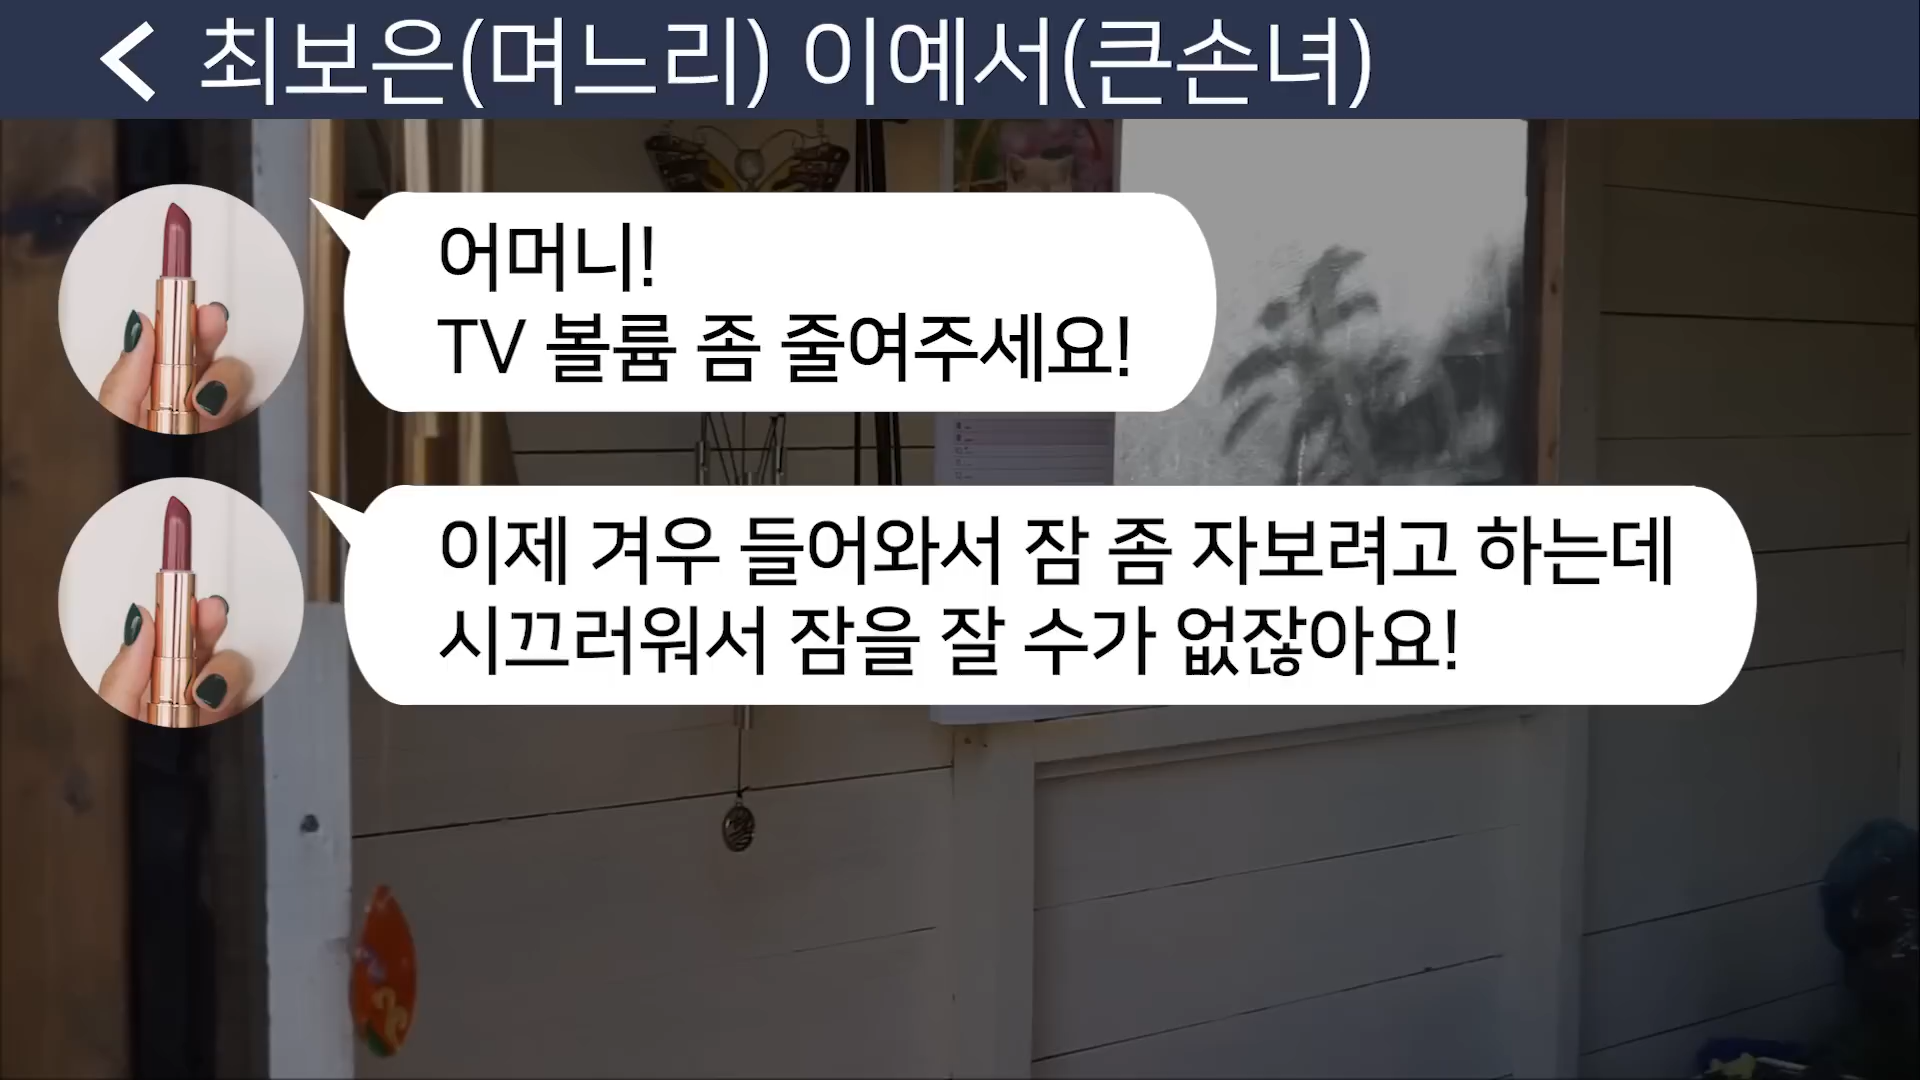 최보은(며느리) 이예서(큰손녀)
어머니!
TV 볼륨 좀 줄여주세요!
이제 겨우 들어와서 잠 좀 자보려고 하는데
시끄러워서 잠을 잘 수가 없잖아요!